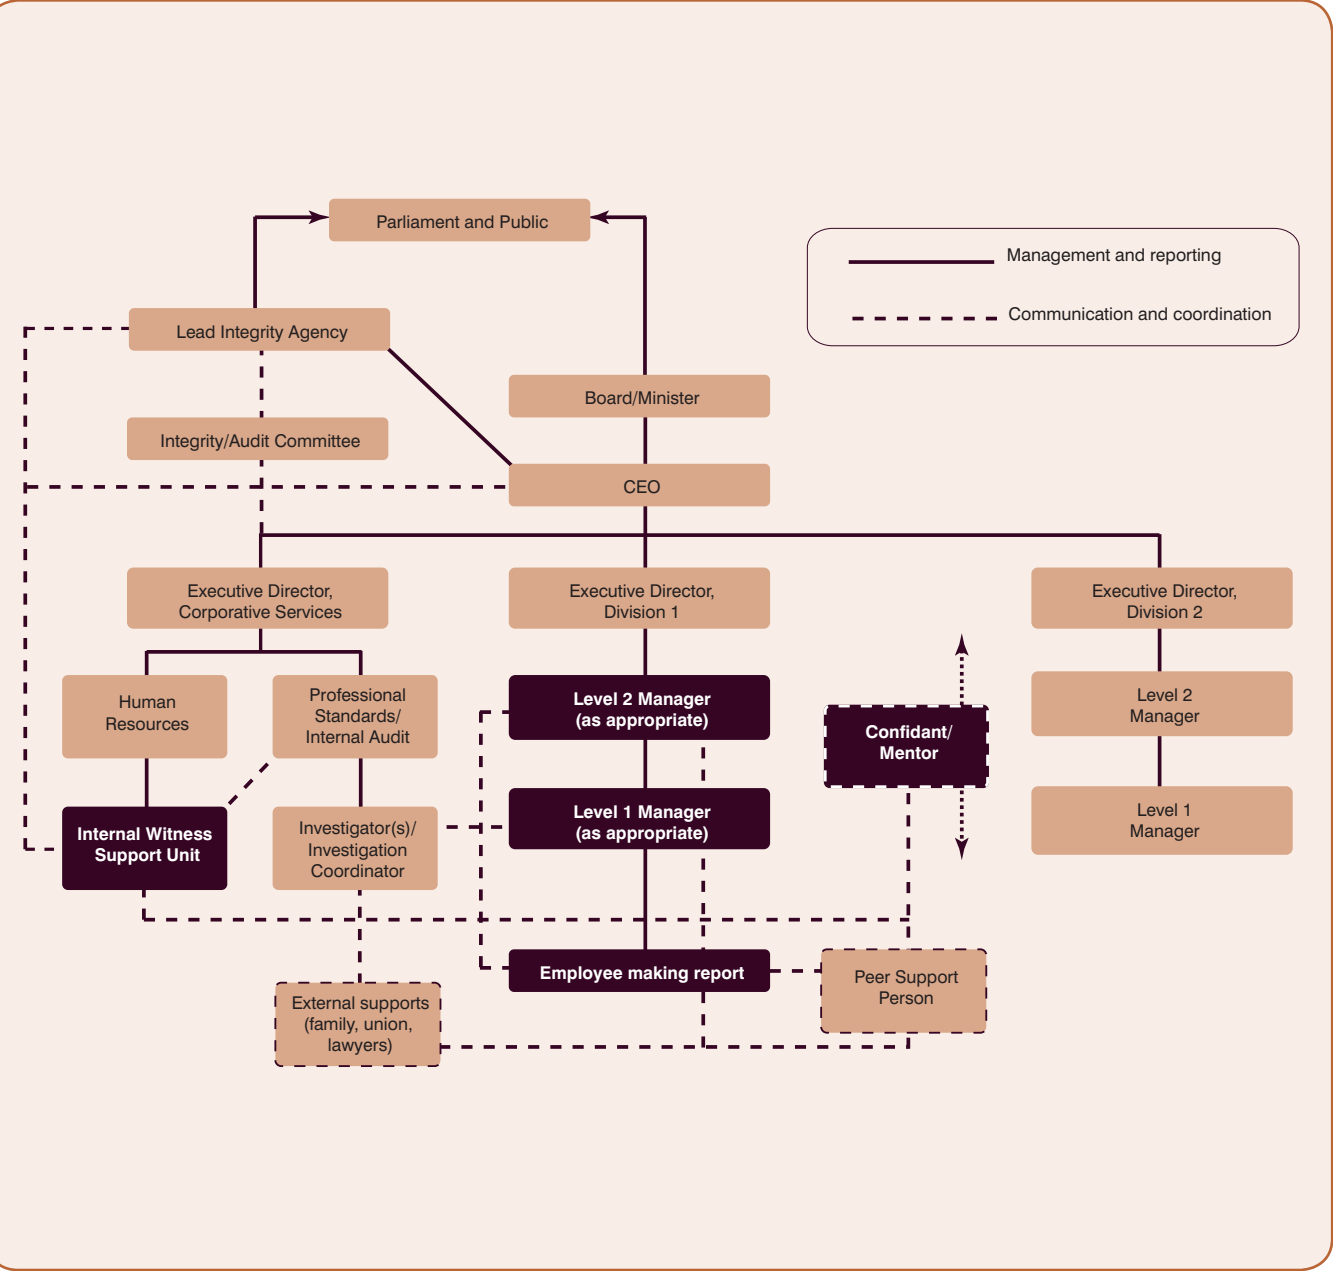 Parliament and Public
Management and reporting
Communication and coordination
Lead Integrity Agency
Board/Minister
Integrity/Audit Committee
CEO
Executive Director,
Corporative Services
Executive Director,
Division 1
Executive Director,
Division 2
Human
Resources
Professional
Standards/
Internal Audit
Level 2 Manager
(as appropriate)
Confidant/
Mentor
Level 2
Manager
Internal Witness
Support Unit
Investigator(s)/
Investigation
Coordinator
Level 1 Manager
(as appropriate)
Level 1
Manager
Employee making report
Peer Support
Person
External supports
(family, union,
lawyers)